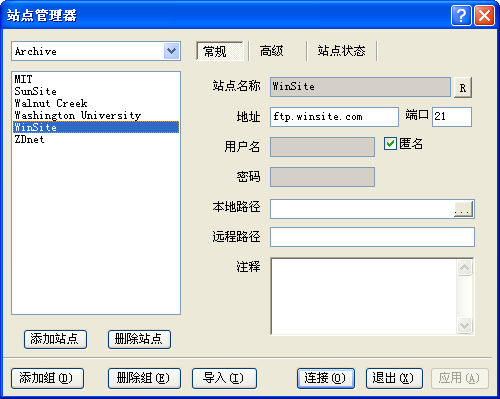 站点管理器
Archive
常规 高级 站点状态
MIT
SunSite
Walnut Creek
Washington University
WinSite
ZDnet
站点名称 WinSite R
地址 ftp.winsite.com 端口 21
用户名 匿名
密码
本地路径 ...
远程路径
注释
添加站点 删除站点
添加组(D) 删除组(E) 导入(I) 连接(O) 退出(X) 应用(A)